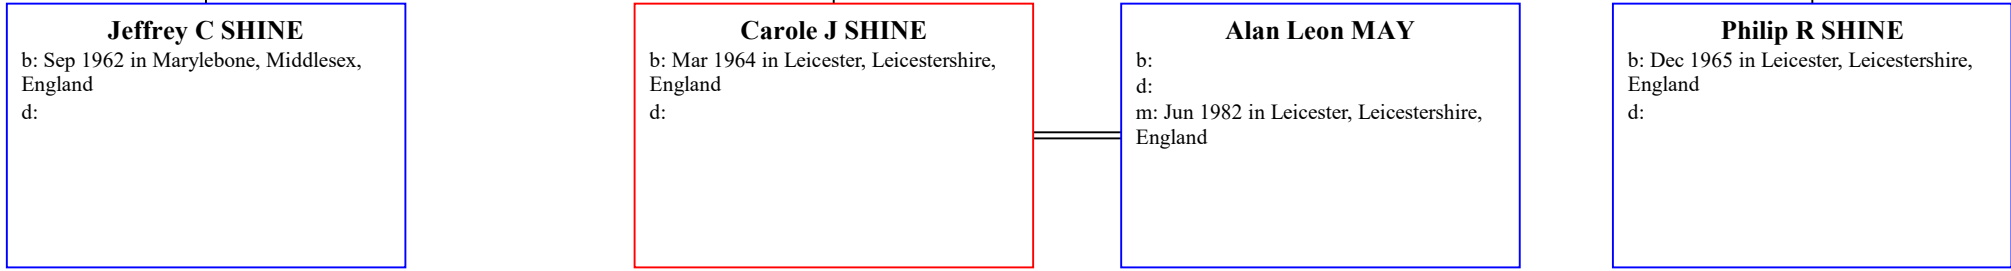 Jeffrey C SHINE
b: Sep 1962 in Marylebone, Middlesex,
England
d:
Carole J SHINE
b: Mar 1964 in Leicester, Leicestershire,
England
d:
Alan Leon MAY
b:
d:
m: Jun 1982 in Leicester, Leicestershire,
England
Philip R SHINE
b: Dec 1965 in Leicester, Leicestershire,
England
d: